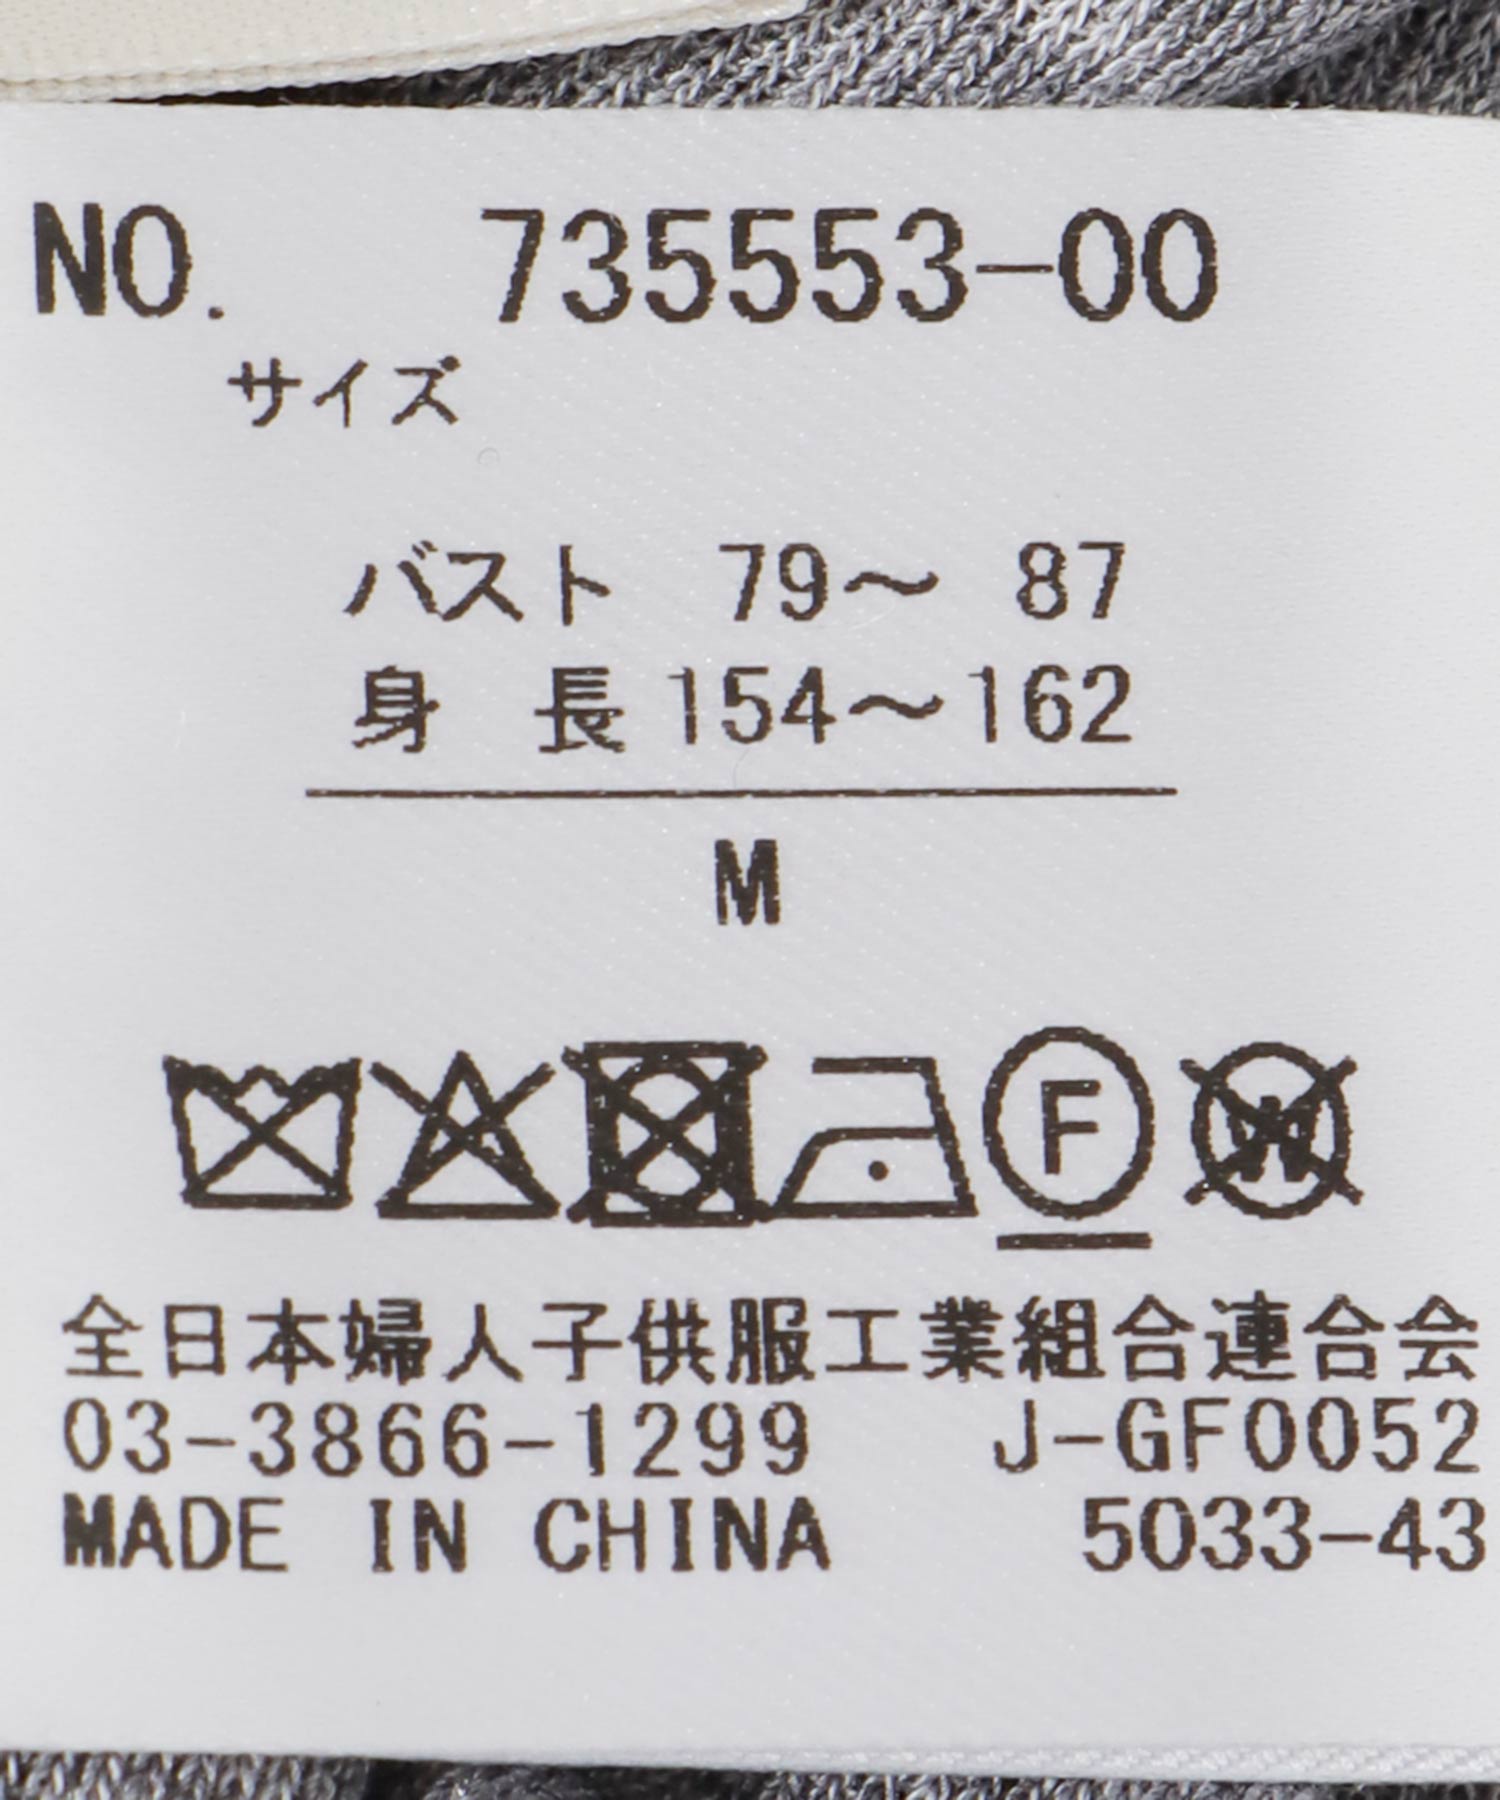 NO. 735553-00
サイズ
バスト 79～ 87
身 長 154～162
M
F
W
全日本婦人子供服工業組合連合会
03-3866-1299 J-GF0052
MADE IN CHINA 5033-43